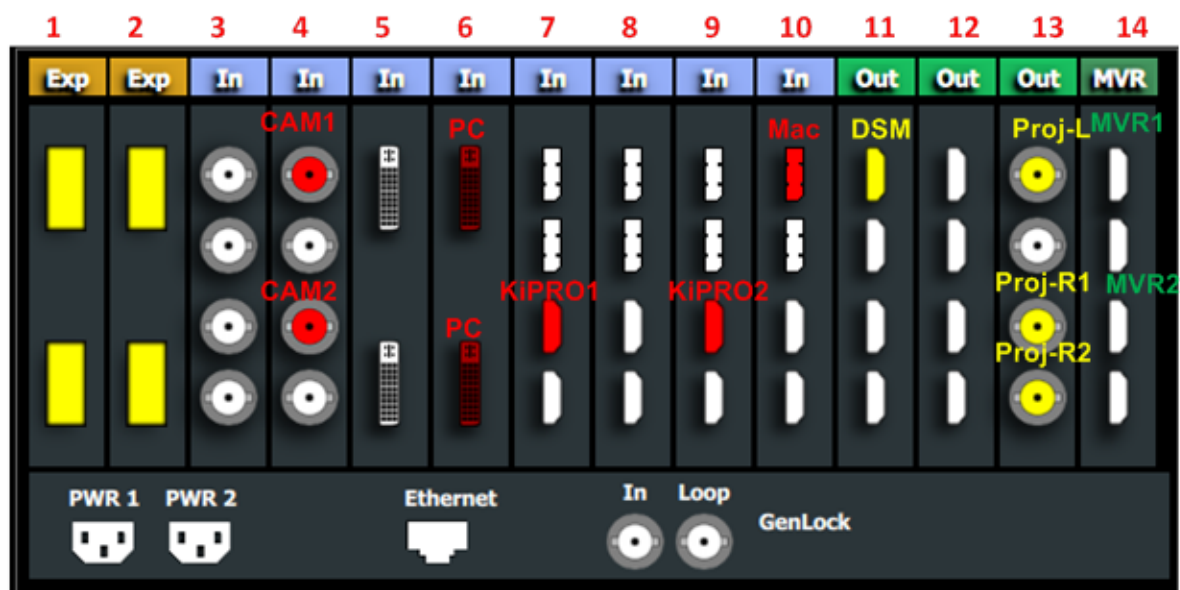 1 2 3 4 5 6 7 8 9 10 11 12 13 14
Exp Exp In In In In In In In In Out Out Out MVR
CAM1 PC Mac DSM Proj-L MVR1
CAM2 KiPRO1 KiPRO2 Proj-R1 MVR2
PC Proj-R2
PWR 1 PWR 2 Ethernet In Loop GenLock